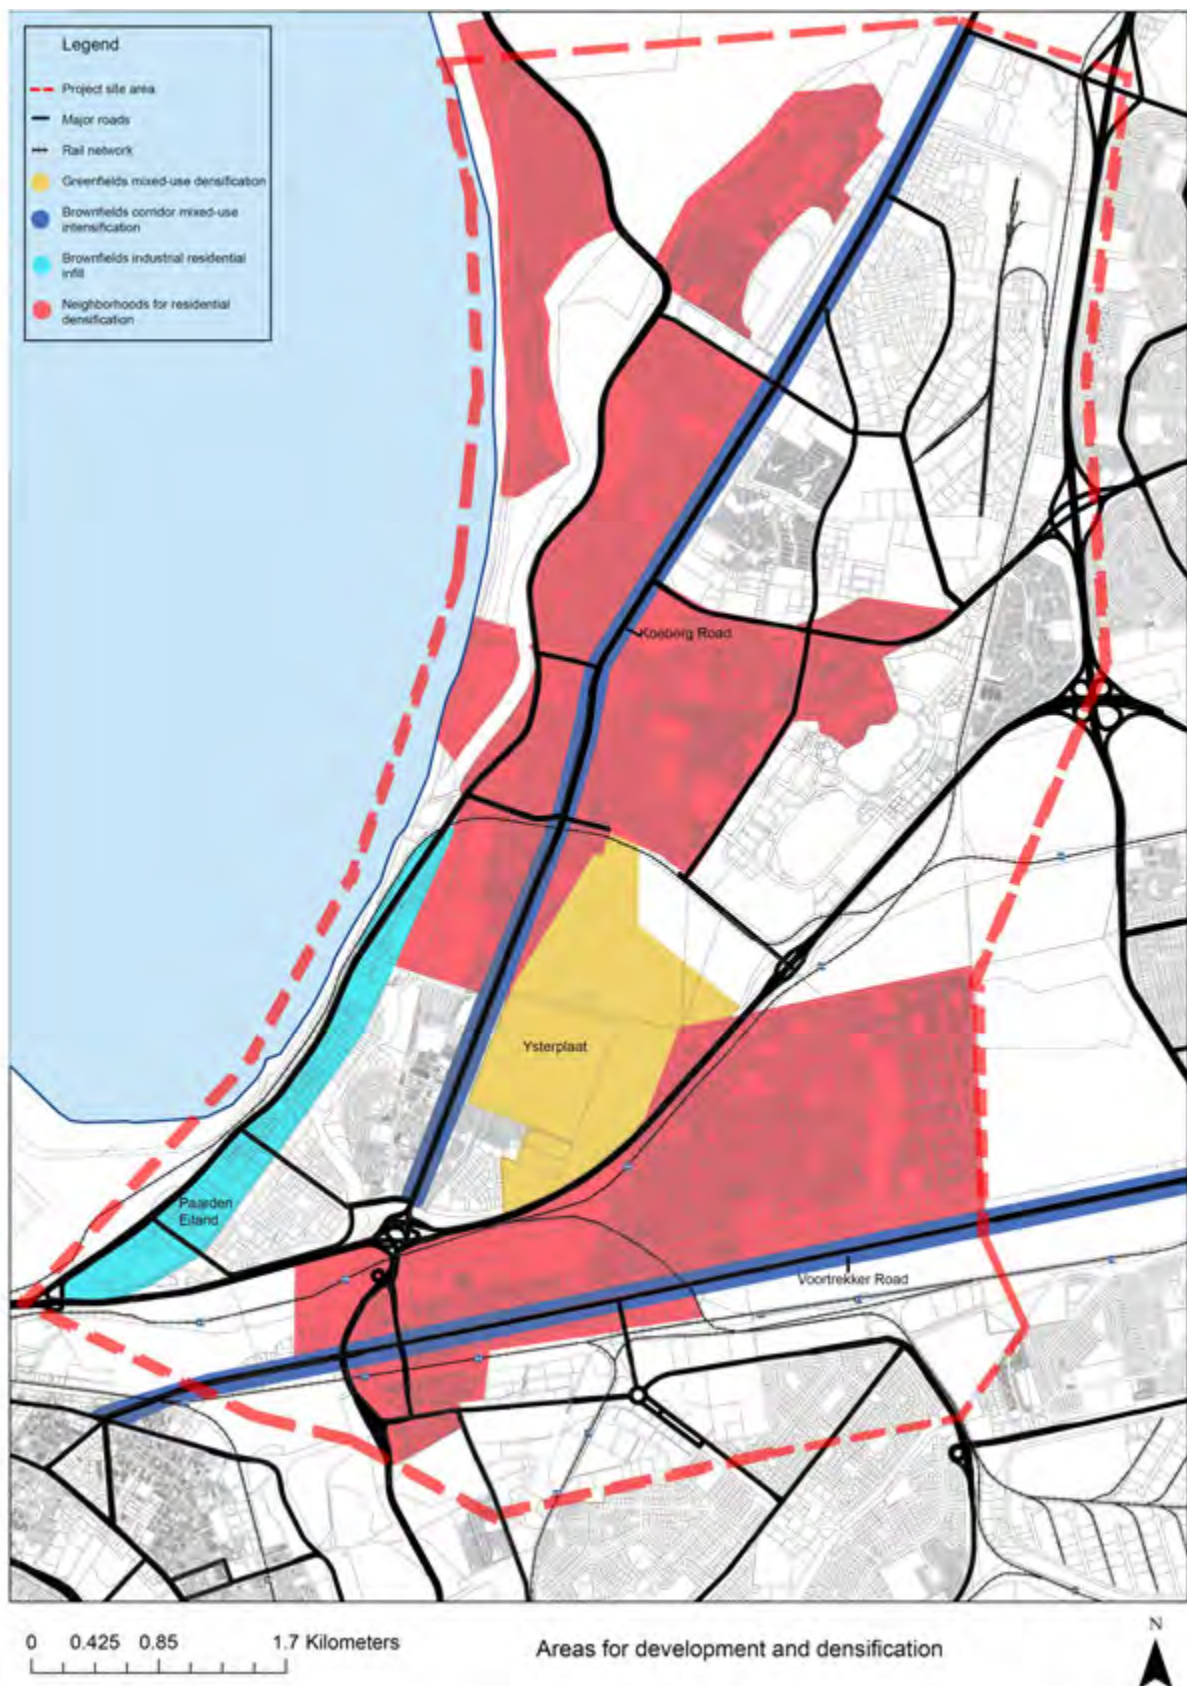 Legend
Project site area
Major roads
Rail network
Greenfields mixed-use densification
Brownfields corridor mixed-use
intensification
Brownfields industrial residential
infill
Neighborhoods for residential
densification
Koeberg Road
Ysterplaat
Paarden
Eiland
Voortrekker Road
0 0.425 0.85 1.7 Kilometers
Areas for development and densification
N